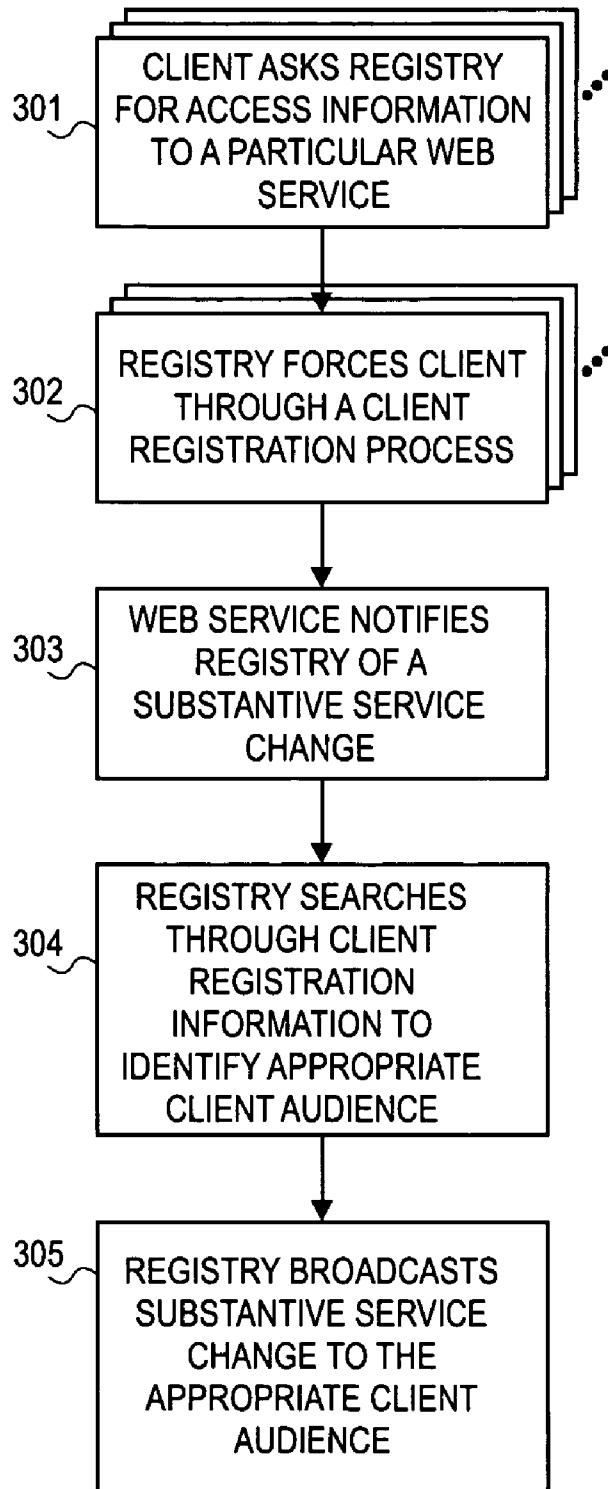 CLIENT ASKS REGISTRY
301
FOR ACCESS INFORMATION
TO A PARTICULAR WEB
SERVICE
REGISTRY FORCES CLIENT
302
THROUGH A CLIENT
REGISTRATION PROCESS
WEB SERVICE NOTIFIES
303
REGISTRY OF A
SUBSTANTIVE SERVICE
CHANGE
REGISTRY SEARCHES
304
THROUGH CLIENT
REGISTRATION
INFORMATION TO
IDENTIFY APPROPRIATE
CLIENT AUDIENCE
305
REGISTRY BROADCASTS
SUBSTANTIVE SERVICE
CHANGE TO THE
APPROPRIATE CLIENT
AUDIENCE